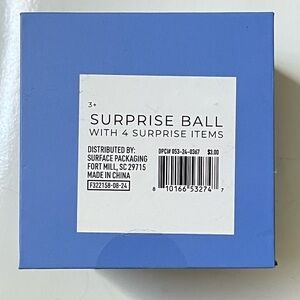 3+
SURPRISE BALL
WITH 4 SURPRISE ITEMS
DISTRIBUTED BY:
SURFACE PACKAGING
FORT MILL, SC 29715
MADE IN CHINA
F322158-08-24
DPCI# 053-24-0367 $3.00
8 10166 53274 7